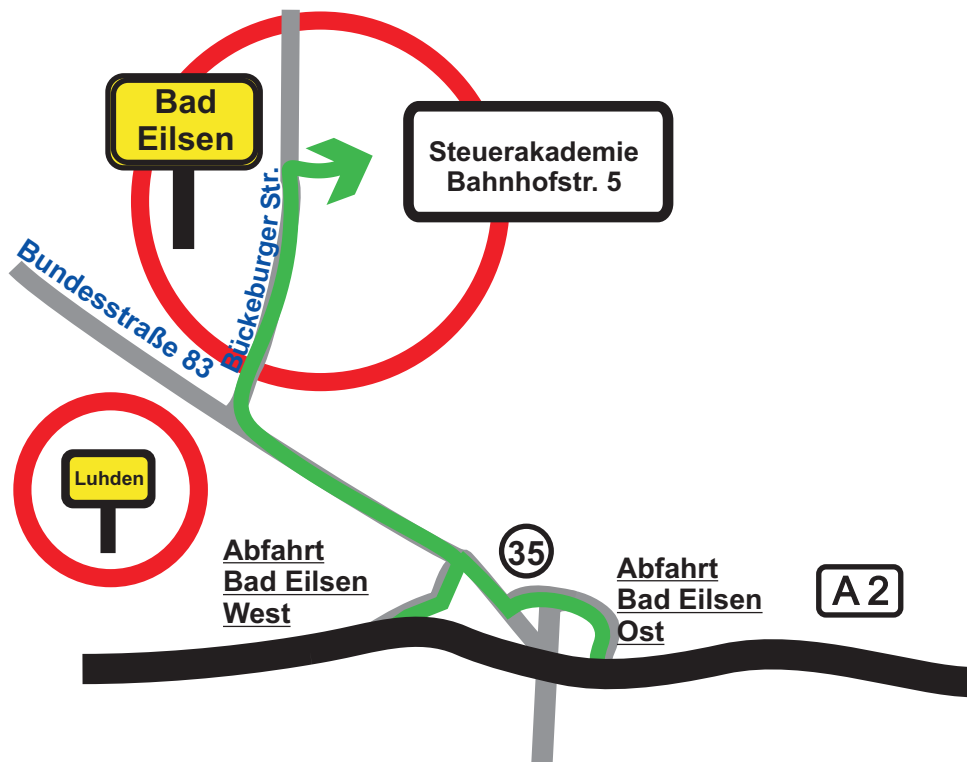 Bad
Eilsen
Steuerakademie
Bahnhofstr. 5
Bückeburger Str.
Bundesstraße 83
Luhden
35
Abfahrt
Bad Eilsen
West
Abfahrt
Bad Eilsen
Ost
A 2